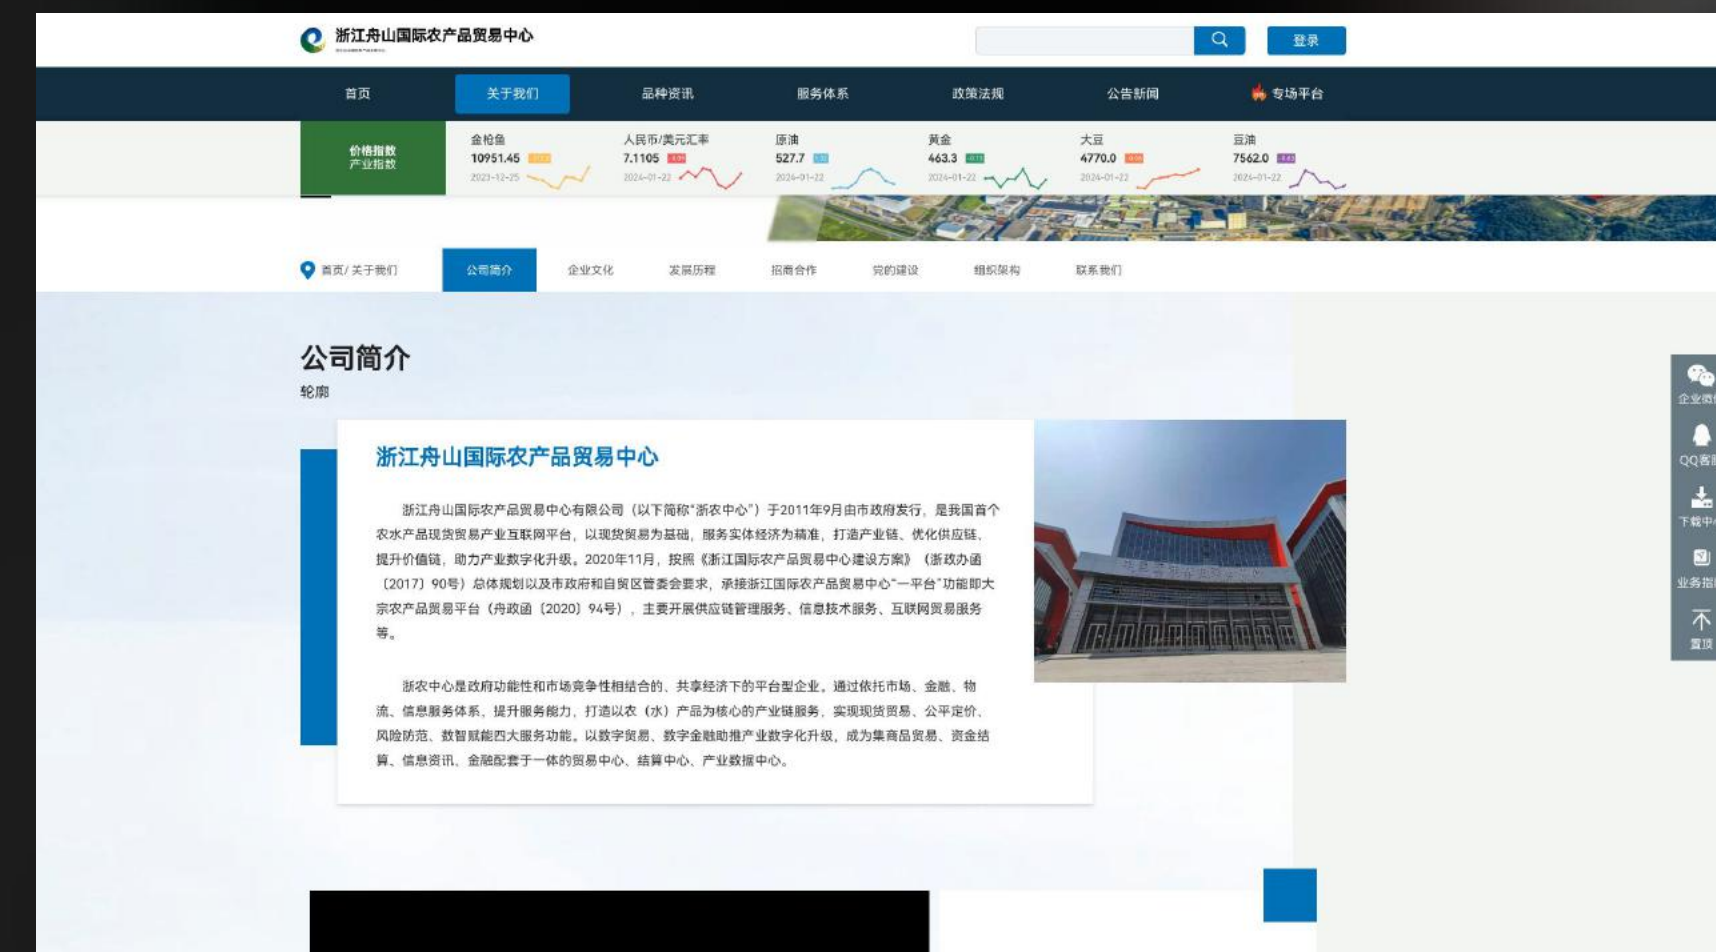 浙江舟山国际农产品贸易中心
登录
首页 关于我们 品种资讯 服务体系 政策法规 公告新闻 专场平台
价格指数
产业指数
金枪鱼
10951.45
2023-12-25
人民币/美元汇率
7.1105
2024-01-22
原油
527.7
2024-01-22
黄金
463.3
2024-01-22
大豆
4770.0
2024-01-22
豆油
7562.0
2024-01-22
首页/关于我们 公司简介 企业文化 发展历程 招商合作 党的建设 组织架构 联系我们
公司简介
轮廓
浙江舟山国际农产品贸易中心
浙江舟山国际农产品贸易中心有限公司（以下简称“浙农中心”）于2011年9月由市政府发行，是我国首个
农水产品现货贸易产业互联网平台，以现货贸易为基础，服务实体经济为精准，打造产业链、优化供应链、
提升价值链，助力产业数字化升级。2020年11月，按照《浙江国际农产品贸易中心建设方案》（浙政办函
〔2017〕90号）总体规划以及市政府和自贸区管委会要求，承接浙江国际农产品贸易中心“一平台”功能即大
宗农产品贸易平台（舟政函〔2020〕94号），主要开展供应链管理服务、信息技术服务、互联网贸易服务
等。
浙农中心是政府功能性和市场竞争性相结合的、共享经济下的平台型企业。通过依托市场、金融、物
流、信息服务体系，提升服务能力，打造以农（水）产品为核心的产业链服务，实现现货贸易、公平定价、
风险防范、数智赋能四大服务功能。以数字贸易、数字金融助推产业数字化升级，成为集商品贸易、资金结
算、信息资讯、金融配套于一体的贸易中心、结算中心、产业数据中心。
企业微
QQ客
下载中
业务指
置顶